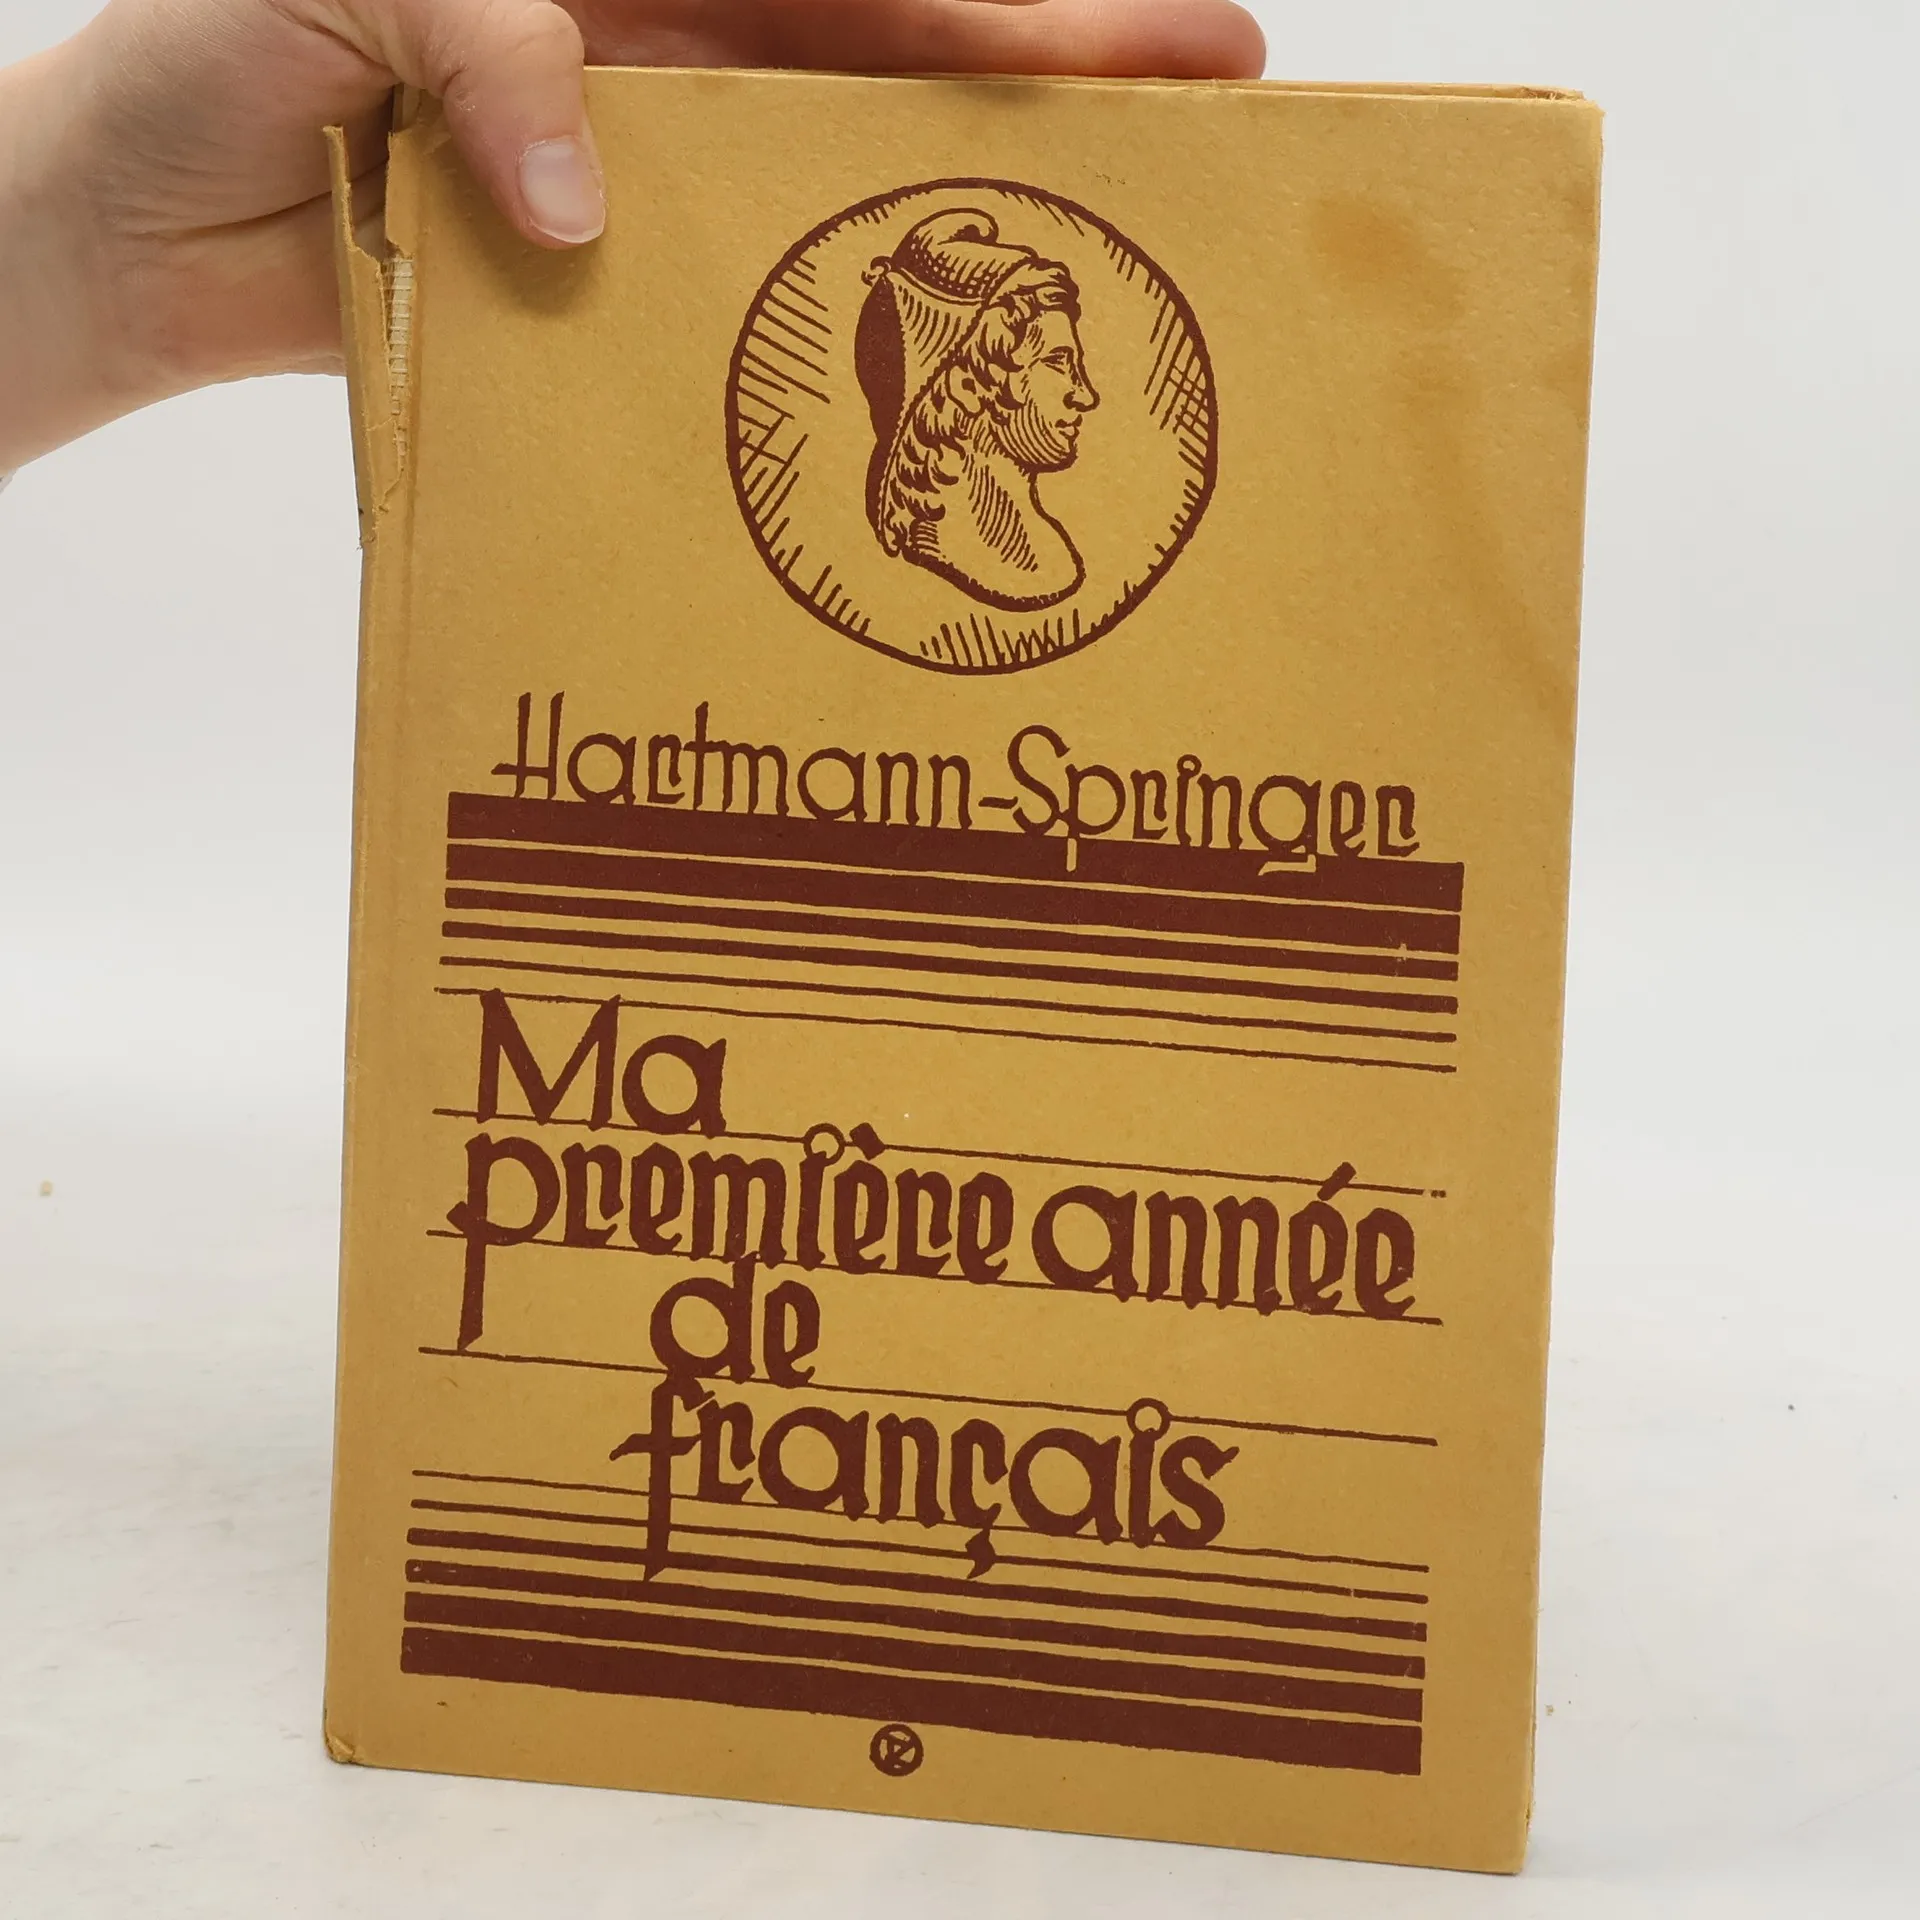 Hartmann-Springer
Ma
première année
de
français